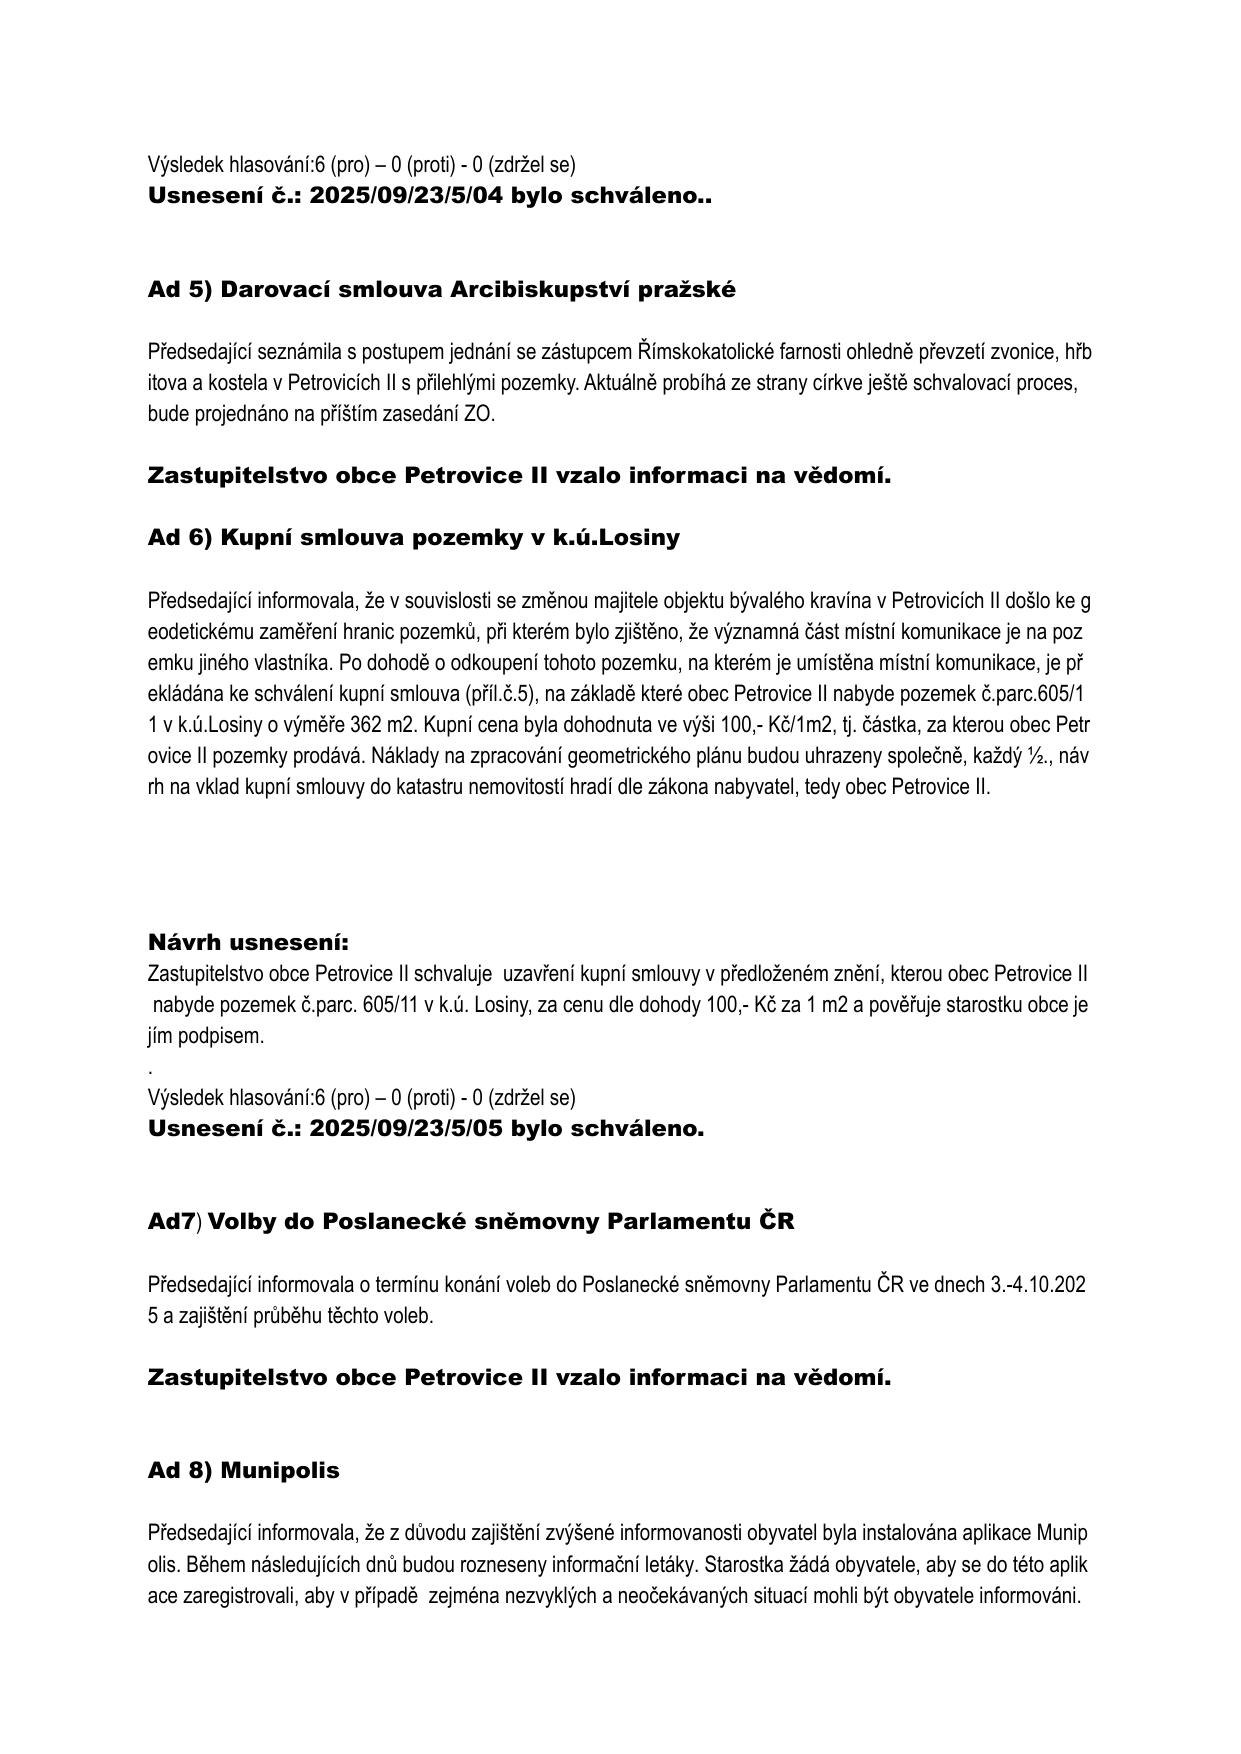 Výsledek hlasování:6 (pro) – 0 (proti) - 0 (zdržel se)
Usnesení č.: 2025/09/23/5/04 bylo schváleno..
Ad 5) Darovací smlouva Arcibiskupství pražské
Předsedající seznámila s postupem jednání se zástupcem Římskokatolické farnosti ohledně převzetí zvonice, hřb
itova a kostela v Petrovicích II s přilehlými pozemky. Aktuálně probíhá ze strany církve ještě schvalovací proces,
bude projednáno na příštím zasedání ZO.
Zastupitelstvo obce Petrovice II vzalo informaci na vědomí.
Ad 6) Kupní smlouva pozemky v k.ú.Losiny
Předsedající informovala, že v souvislosti se změnou majitele objektu bývalého kravína v Petrovicích II došlo ke g
eodetickému zaměření hranic pozemků, při kterém bylo zjištěno, že významná část místní komunikace je na poz
emku jiného vlastníka. Po dohodě o odkoupení tohoto pozemku, na kterém je umístěna místní komunikace, je př
ekládána ke schválení kupní smlouva (příl.č.5), na základě které obec Petrovice II nabyde pozemek č.parc.605/1
1 v k.ú.Losiny o výměře 362 m2. Kupní cena byla dohodnuta ve výši 100,- Kč/1m2, tj. částka, za kterou obec Petr
ovice II pozemky prodává. Náklady na zpracování geometrického plánu budou uhrazeny společně, každý ½., náv
rh na vklad kupní smlouvy do katastru nemovitostí hradí dle zákona nabyvatel, tedy obec Petrovice II.
Návrh usnesení:
Zastupitelstvo obce Petrovice II schvaluje  uzavření kupní smlouvy v předloženém znění, kterou obec Petrovice II
nabyde pozemek č.parc. 605/11 v k.ú. Losiny, za cenu dle dohody 100,- Kč za 1 m2 a pověřuje starostku obce je
jím podpisem.
.
Výsledek hlasování:6 (pro) – 0 (proti) - 0 (zdržel se)
Usnesení č.: 2025/09/23/5/05 bylo schváleno.
Ad7) Volby do Poslanecké sněmovny Parlamentu ČR
Předsedající informovala o termínu konání voleb do Poslanecké sněmovny Parlamentu ČR ve dnech 3.-4.10.202
5 a zajištění průběhu těchto voleb.
Zastupitelstvo obce Petrovice II vzalo informaci na vědomí.
Ad 8) Munipolis
Předsedající informovala, že z důvodu zajištění zvýšené informovanosti obyvatel byla instalována aplikace Munip
olis. Během následujících dnů budou rozneseny informační letáky. Starostka žádá obyvatele, aby se do této aplik
ace zaregistrovali, aby v případě  zejména nezvyklých a neočekávaných situací mohli být obyvatele informováni.